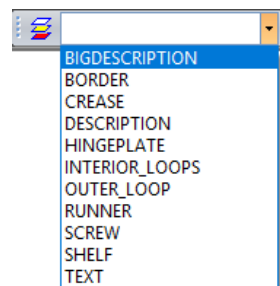 BIGDESCRIPTION
BORDER
CREASE
DESCRIPTION
HINGEPLATE
INTERIOR_LOOPS
OUTER_LOOP
RUNNER
SCREW
SHELF
TEXT